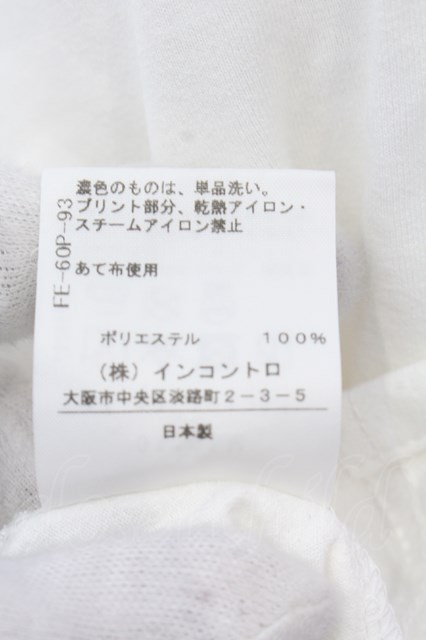 濃色のものは、単品洗い。
プリント部分、乾熱アイロン・
スチームアイロン禁止
あて布使用
FE-60P-93
ポリエステル 100%
(株)インコントロ
大阪市中央区淡路町2-3-5
日本製